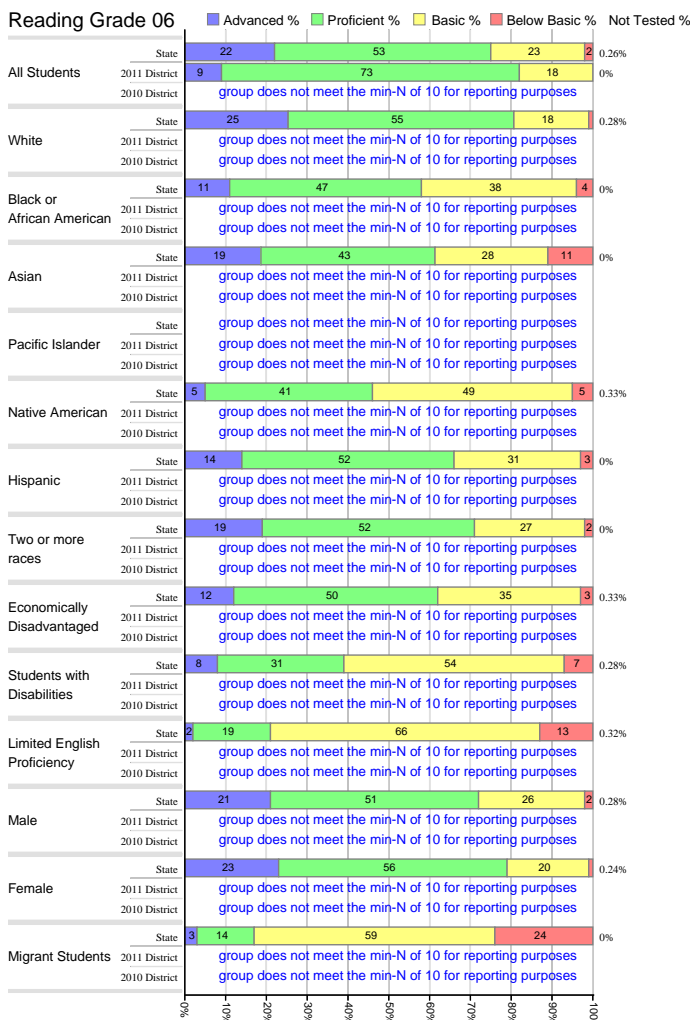 Reading Grade 06
Advanced % Proficient % Basic % Below Basic % Not Tested %
All Students
State 22 53 23 2 0.26%
2011 District 9 73 18 0%
2010 District group does not meet the min-N of 10 for reporting purposes
White
State 25 55 18 0.28%
2011 District group does not meet the min-N of 10 for reporting purposes
2010 District group does not meet the min-N of 10 for reporting purposes
Black or
African American
State 11 47 38 4 0%
2011 District group does not meet the min-N of 10 for reporting purposes
2010 District group does not meet the min-N of 10 for reporting purposes
Asian
State 19 43 28 11 0%
2011 District group does not meet the min-N of 10 for reporting purposes
2010 District group does not meet the min-N of 10 for reporting purposes
Pacific Islander
State group does not meet the min-N of 10 for reporting purposes
2011 District group does not meet the min-N of 10 for reporting purposes
2010 District group does not meet the min-N of 10 for reporting purposes
Native American
State 5 41 49 5 0.33%
2011 District group does not meet the min-N of 10 for reporting purposes
2010 District group does not meet the min-N of 10 for reporting purposes
Hispanic
State 14 52 31 3 0%
2011 District group does not meet the min-N of 10 for reporting purposes
2010 District group does not meet the min-N of 10 for reporting purposes
Two or more
races
State 19 52 27 2 0%
2011 District group does not meet the min-N of 10 for reporting purposes
2010 District group does not meet the min-N of 10 for reporting purposes
Economically
Disadvantaged
State 12 50 35 3 0.33%
2011 District group does not meet the min-N of 10 for reporting purposes
2010 District group does not meet the min-N of 10 for reporting purposes
Students with
Disabilities
State 8 31 54 7 0.28%
2011 District group does not meet the min-N of 10 for reporting purposes
2010 District group does not meet the min-N of 10 for reporting purposes
Limited English
Proficiency
State 2 19 66 13 0.32%
2011 District group does not meet the min-N of 10 for reporting purposes
2010 District group does not meet the min-N of 10 for reporting purposes
Male
State 21 51 26 2 0.28%
2011 District group does not meet the min-N of 10 for reporting purposes
2010 District group does not meet the min-N of 10 for reporting purposes
Female
State 23 56 20 0.24%
2011 District group does not meet the min-N of 10 for reporting purposes
2010 District group does not meet the min-N of 10 for reporting purposes
Migrant Students
State 3 14 59 24 0%
2011 District group does not meet the min-N of 10 for reporting purposes
2010 District group does not meet the min-N of 10 for reporting purposes
0% 10% 20% 30% 40% 50% 60% 70% 80% 90% 100